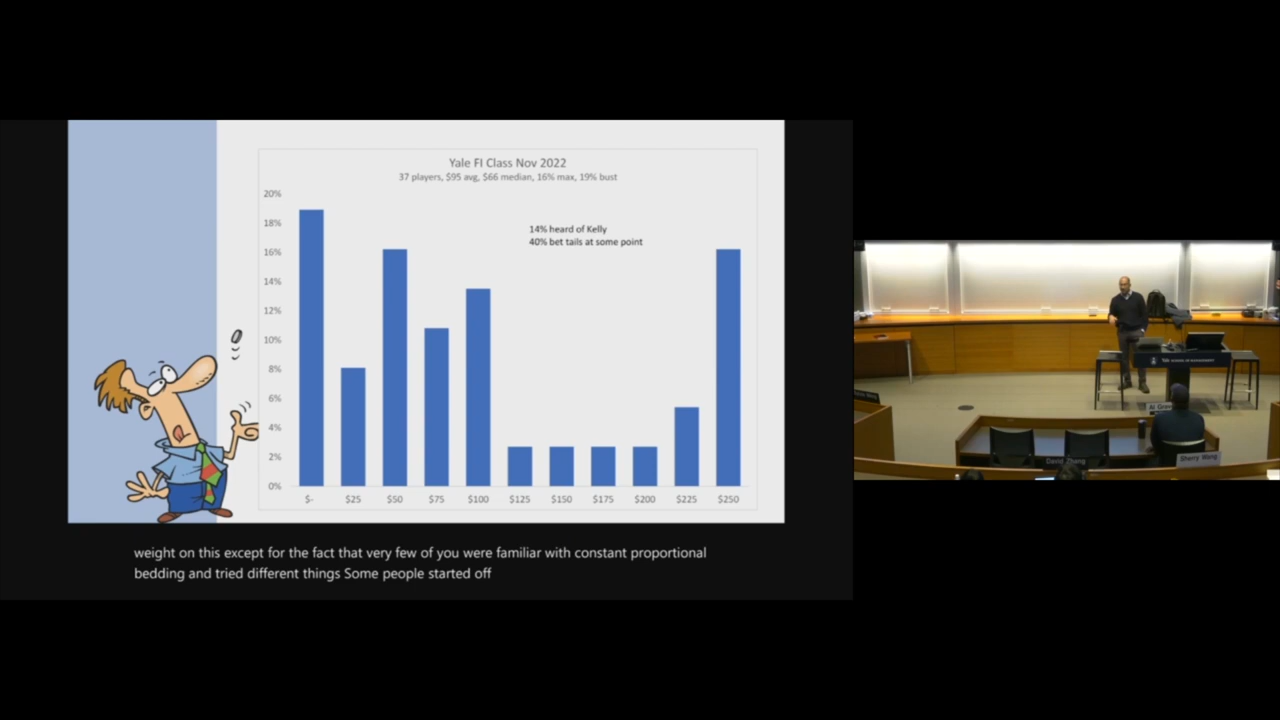 Yale FI Class Nov 2022
37 players, $95 avg, $66 median, 16% max, 19% bust
20%
18%
16%
14%
12%
10%
8%
6%
4%
2%
0%
14% heard of Kelly
40% bet tails at some point
$-
$25
$50
$75
$100
$125
$150
$175
$200
$225
$250
weight on this except for the fact that very few of you were familiar with constant proportional
bedding and tried different things Some people started off
Yale
David Zhang
Sherry Wang